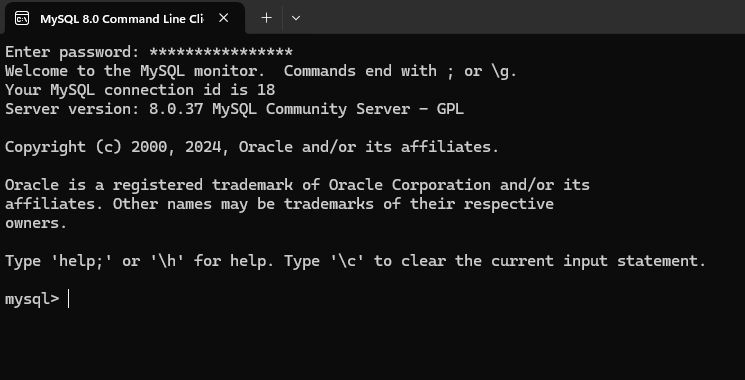 MySQL 8.0 Command Line Cli
Enter password: ****************
Welcome to the MySQL monitor.  Commands end with ; or \g.
Your MySQL connection id is 18
Server version: 8.0.37 MySQL Community Server - GPL

Copyright (c) 2000, 2024, Oracle and/or its affiliates.

Oracle is a registered trademark of Oracle Corporation and/or its
affiliates. Other names may be trademarks of their respective
owners.

Type 'help;' or '\h' for help. Type '\c' to clear the current input statement.

mysql>